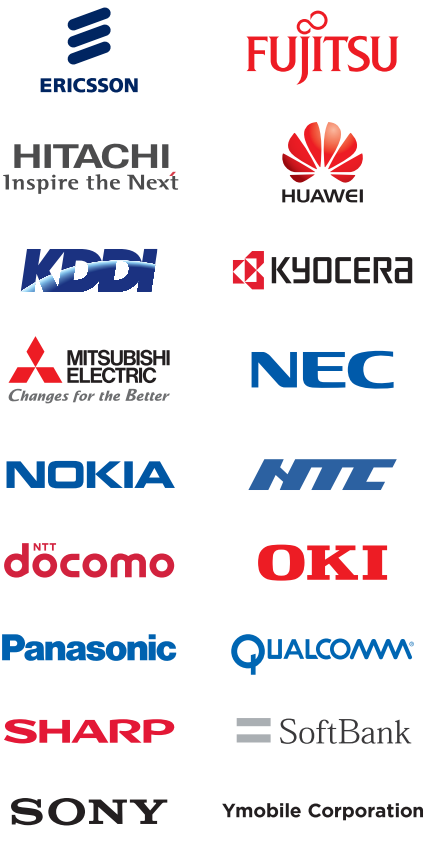 ERICSSON
FUJITSU
HITACHI
Inspire the Next
HUAWEI
KDDI
KYOCERA
MITSUBISHI
ELECTRIC
Changes for the Better
NEC
NOKIA
NTC
NTT
docomo
OKI
Panasonic
QUALCOMM®
SHARP
SoftBank
SONY
Ymobile Corporation